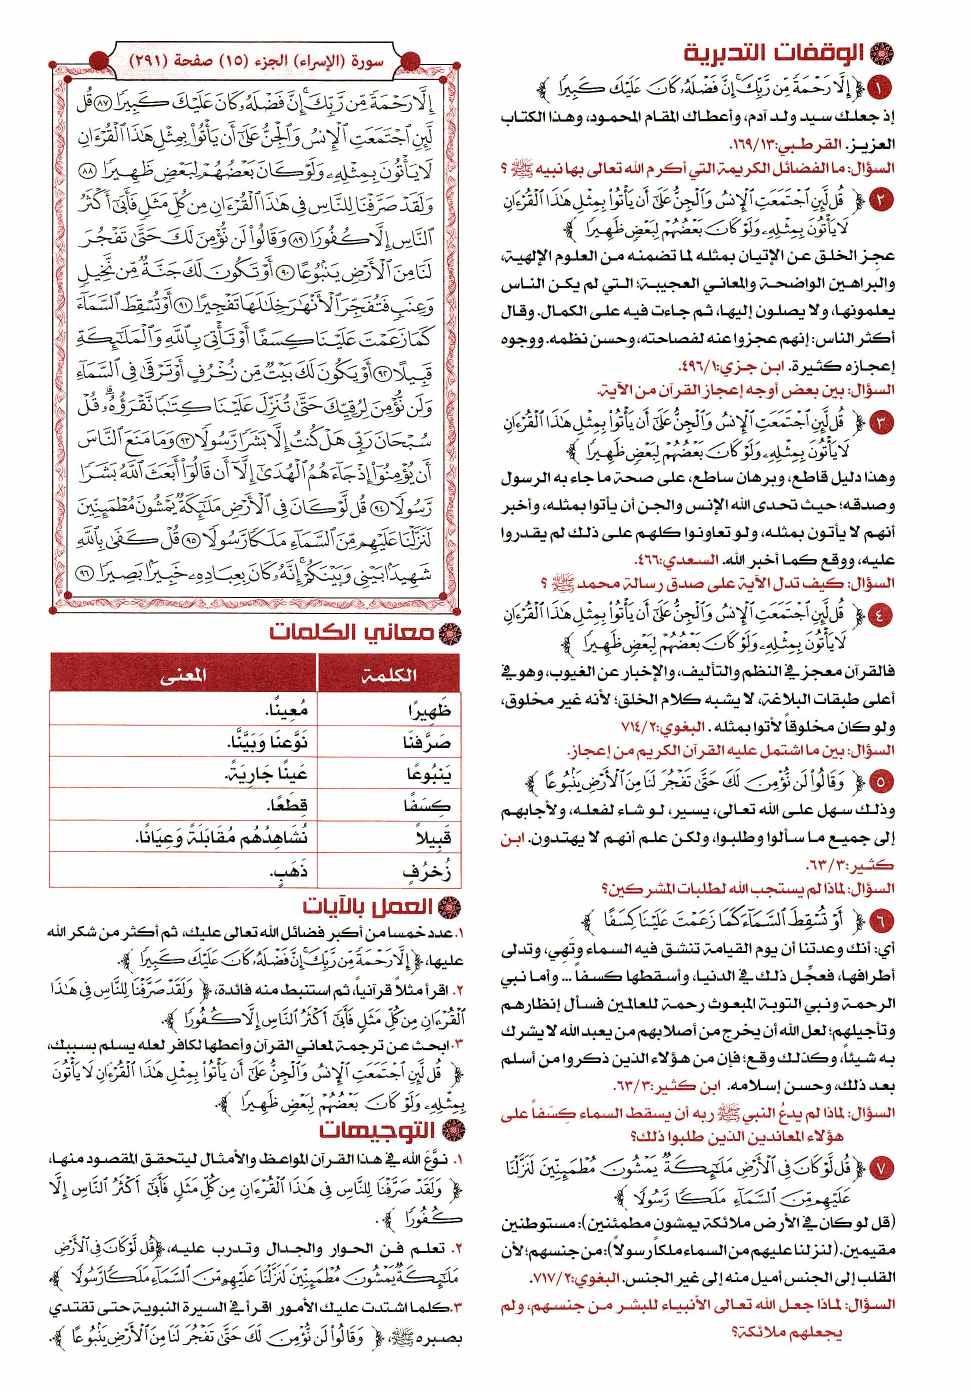 الوقفات التدبرية
١ ﴿ إِلَّا رَحْمَةً مِّن رَّبِّكَ ۚ إِنَّ فَضْلَهُ كَانَ عَلَيْكَ كَبِيرًا ﴾
إذ جعلك سيد ولد آدم، وأعطاك المقام المحمود، وهذا الكتاب
العزيز. القرطبي:١٦٩/١٣.
السؤال: ما الفضائل الكريمة التي أكرم الله تعالى بها نبيه ﷺ ؟
٢ ﴿ قُل لَّئِنِ اجْتَمَعَتِ الْإِنسُ وَالْجِنُّ عَلَىٰ أَن يَأْتُوا بِمِثْلِ هَٰذَا الْقُرْءَانِ
لَا يَأْتُونَ بِمِثْلِهِ وَلَوْ كَانَ بَعْضُهُمْ لِبَعْضٍ ظَهِيرًا ﴾
عجز الخلق عن الإتيان بمثله لما تضمنه من العلوم الإلهية،
والبراهين الواضحة والمعاني العجيبة؛ التي لم يكن الناس
يعلمونها، ولا يصلون إليها، ثم جاءت فيه على الكمال. وقال
أكثر الناس: إنهم عجزوا عنه لفصاحته، وحسن نظمه. ووجوه
إعجازه كثيرة. ابن جزي:٤٩٦/١.
السؤال: بين بعض أوجه إعجاز القرآن من الآية.
٣ ﴿ قُل لَّئِنِ اجْتَمَعَتِ الْإِنسُ وَالْجِنُّ عَلَىٰ أَن يَأْتُوا بِمِثْلِ هَٰذَا الْقُرْءَانِ
لَا يَأْتُونَ بِمِثْلِهِ وَلَوْ كَانَ بَعْضُهُمْ لِبَعْضٍ ظَهِيرًا ﴾
وهذا دليل قاطع، وبرهان ساطع، على صحة ما جاء به الرسول
وصدقه؛ حيث تحدى الله الإنس والجن أن يأتوا بمثله، وأخبر
أنهم لا يأتون بمثله، ولو تعاونوا كلهم على ذلك لم يقدروا
عليه، ووقع كما أخبر الله. السعدي:٤٦٦.
السؤال: كيف تدل الآية على صدق رسالة محمد ﷺ ؟
٤ ﴿ قُل لَّئِنِ اجْتَمَعَتِ الْإِنسُ وَالْجِنُّ عَلَىٰ أَن يَأْتُوا بِمِثْلِ هَٰذَا الْقُرْءَانِ
لَا يَأْتُونَ بِمِثْلِهِ وَلَوْ كَانَ بَعْضُهُمْ لِبَعْضٍ ظَهِيرًا ﴾
فالقرآن معجز في النظم والتأليف، والإخبار عن الغيوب، وهو في
أعلى طبقات البلاغة، لا يشبه كلام الخلق؛ لأنه غير مخلوق،
ولو كان مخلوقاً لأتوا بمثله . البغوي:٧١٤/٢.
السؤال: بين ما اشتمل عليه القرآن الكريم من إعجاز.
٥ ﴿ وَقَالُوا لَن نُّؤْمِنَ لَكَ حَتَّىٰ تَفْجُرَ لَنَا مِنَ الْأَرْضِ يَنۢبُوعًا ﴾
وذلك سهل على الله تعالى، يسير، لو شاء لفعله، ولأجابهم
إلى جميع ما سألوا وطلبوا، ولكن علم أنهم لا يهتدون. ابن
كثير:٦٣/٣.
السؤال: لماذا لم يستجب الله لطلبات المشركين؟
٦ ﴿ أَوْ تُسْقِطَ السَّمَاءَ كَمَا زَعَمْتَ عَلَيْنَا كِسَفًا ﴾
أي: أنك وعدتنا أن يوم القيامة تنشق فيه السماء وتَهِي، وتدلى
أطرافها، فعجِّل ذلك في الدنيا، وأسقطها كسفاً ... وأما نبي
الرحمة ونبي التوبة المبعوث رحمة للعالمين فسأل إنظارهم
وتأجيلهم؛ لعل الله أن يخرج من أصلابهم من يعبد الله لا يشرك
به شيئاً، وكذلك وقع؛ فإن من هؤلاء الذين ذكروا من أسلم
بعد ذلك، وحسن إسلامه. ابن كثير:٦٣/٣.
السؤال: لماذا لم يدعُ النبي ﷺ ربه أن يسقط السماء كِسَفاً على
هؤلاء المعاندين الذين طلبوا ذلك؟
٧ ﴿ قُل لَّوْ كَانَ فِي الْأَرْضِ مَلَائِكَةٌ يَمْشُونَ مُطْمَئِنِّينَ لَنَزَّلْنَا
عَلَيْهِم مِّنَ السَّمَاءِ مَلَكًا رَّسُولًا ﴾
(قل لو كان في الأرض ملائكة يمشون مطمئنين): مستوطنين
مقيمين. (لنزلنا عليهم من السماء ملكاً رسولاً): من جنسهم؛ لأن
القلب إلى الجنس أميل منه إلى غير الجنس. البغوي:٧١٧/٢.
السؤال: لماذا جعل الله تعالى الأنبياء للبشر من جنسهم، ولم
يجعلهم ملائكة؟
سورة (الإسراء) الجزء (١٥) صفحة (٢٩١)
إِلَّا رَحْمَةً مِّن رَّبِّكَ ۚ إِنَّ فَضْلَهُ كَانَ عَلَيْكَ كَبِيرًا ٨٧ قُل
لَّئِنِ اجْتَمَعَتِ الْإِنسُ وَالْجِنُّ عَلَىٰ أَن يَأْتُوا بِمِثْلِ هَٰذَا الْقُرْءَانِ
لَا يَأْتُونَ بِمِثْلِهِ وَلَوْ كَانَ بَعْضُهُمْ لِبَعْضٍ ظَهِيرًا ٨٨
وَلَقَدْ صَرَّفْنَا لِلنَّاسِ فِي هَٰذَا الْقُرْءَانِ مِن كُلِّ مَثَلٍ فَأَبَىٰ أَكْثَرُ
النَّاسِ إِلَّا كُفُورًا ٨٩ وَقَالُوا لَن نُّؤْمِنَ لَكَ حَتَّىٰ تَفْجُرَ
لَنَا مِنَ الْأَرْضِ يَنۢبُوعًا ٩٠ أَوْ تَكُونَ لَكَ جَنَّةٌ مِّن نَّخِيلٍ
وَعِنَبٍ فَتُفَجِّرَ الْأَنْهَارَ خِلَالَهَا تَفْجِيرًا ٩١ أَوْ تُسْقِطَ السَّمَاءَ
كَمَا زَعَمْتَ عَلَيْنَا كِسَفًا أَوْ تَأْتِيَ بِاللَّهِ وَالْمَلَائِكَةِ
قَبِيلًا ٩٢ أَوْ يَكُونَ لَكَ بَيْتٌ مِّن زُخْرُفٍ أَوْ تَرْقَىٰ فِي السَّمَاءِ
وَلَن نُّؤْمِنَ لِرُقِيِّكَ حَتَّىٰ تُنَزِّلَ عَلَيْنَا كِتَابًا نَّقْرَؤُهُ ۗ قُلْ
سُبْحَانَ رَبِّي هَلْ كُنتُ إِلَّا بَشَرًا رَّسُولًا ٩٣ وَمَا مَنَعَ النَّاسَ
أَن يُؤْمِنُوا إِذْ جَاءَهُمُ الْهُدَىٰ إِلَّا أَن قَالُوا أَبَعَثَ اللَّهُ بَشَرًا
رَّسُولًا ٩٤ قُل لَّوْ كَانَ فِي الْأَرْضِ مَلَائِكَةٌ يَمْشُونَ مُطْمَئِنِّينَ
لَنَزَّلْنَا عَلَيْهِم مِّنَ السَّمَاءِ مَلَكًا رَّسُولًا ٩٥ قُلْ كَفَىٰ بِاللَّهِ
شَهِيدًا بَيْنِي وَبَيْنَكُمْ ۚ إِنَّهُ كَانَ بِعِبَادِهِ خَبِيرًا بَصِيرًا ٩٦
معاني الكلمات
الكلمة المعنى
ظَهِيرًا مُعِينًا.
صَرَّفْنَا نَوَّعْنَا وَبَيَّنَّا.
يَنْبُوعًا عَيْنًا جَارِيَةً.
كِسَفًا قِطَعًا.
قَبِيلاً نُشَاهِدُهُم مُقَابَلَةً وَعِيَانًا.
زُخْرُفٍ ذَهَبٍ.
العمل بالآيات
١. عدد خمسا من أكبر فضائل الله تعالى عليك، ثم أكثر من شكر الله
عليها، ﴿ إِلَّا رَحْمَةً مِّن رَّبِّكَ ۚ إِنَّ فَضْلَهُ كَانَ عَلَيْكَ كَبِيرًا ﴾.
٢. اقرأ مثلاً قرآنياً، ثم استنبط منه فائدة، ﴿ وَلَقَدْ صَرَّفْنَا لِلنَّاسِ فِي هَٰذَا
الْقُرْءَانِ مِن كُلِّ مَثَلٍ فَأَبَىٰ أَكْثَرُ النَّاسِ إِلَّا كُفُورًا ﴾.
٣. ابحث عن ترجمة لمعاني القرآن وأعطها لكافر لعله يسلم بسببك،
﴿ قُل لَّئِنِ اجْتَمَعَتِ الْإِنسُ وَالْجِنُّ عَلَىٰ أَن يَأْتُوا بِمِثْلِ هَٰذَا الْقُرْءَانِ لَا يَأْتُونَ
بِمِثْلِهِ وَلَوْ كَانَ بَعْضُهُمْ لِبَعْضٍ ظَهِيرًا ﴾.
التوجيهات
١. نوَّعَ الله في هذا القرآن المواعظ والأمثال ليتحقق المقصود منها،
﴿ وَلَقَدْ صَرَّفْنَا لِلنَّاسِ فِي هَٰذَا الْقُرْءَانِ مِن كُلِّ مَثَلٍ فَأَبَىٰ أَكْثَرُ النَّاسِ إِلَّا
كُفُورًا ﴾.
٢. تعلم فن الحوار والجدال وتدرب عليه، ﴿ قُل لَّوْ كَانَ فِي الْأَرْضِ
مَلَائِكَةٌ يَمْشُونَ مُطْمَئِنِّينَ لَنَزَّلْنَا عَلَيْهِم مِّنَ السَّمَاءِ مَلَكًا رَّسُولًا ﴾
٣. كلما اشتدت عليك الأمور اقرأ في السيرة النبوية حتى تقتدي
بصبره ﷺ، ﴿ وَقَالُوا لَن نُّؤْمِنَ لَكَ حَتَّىٰ تَفْجُرَ لَنَا مِنَ الْأَرْضِ يَنۢبُوعًا ﴾.